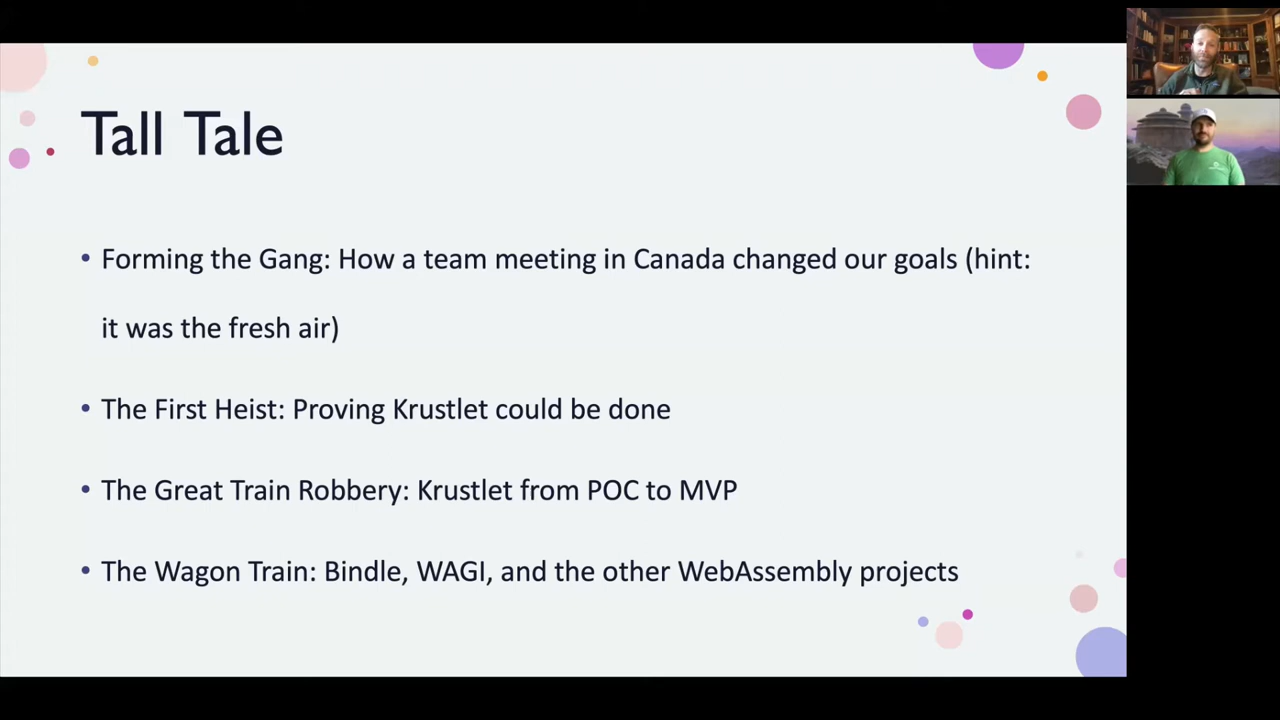 Tall Tale
• Forming the Gang: How a team meeting in Canada changed our goals (hint:
it was the fresh air)
• The First Heist: Proving Krustlet could be done
• The Great Train Robbery: Krustlet from POC to MVP
• The Wagon Train: Bindle, WAGI, and the other WebAssembly projects